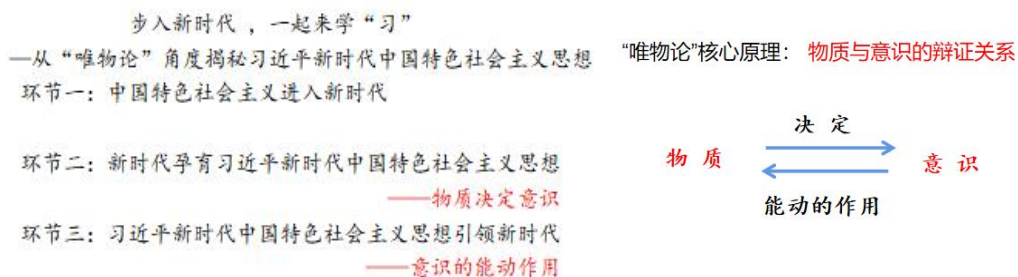 步入新时代 ，一起来学“习”
—从“唯物论”角度揭秘习近平新时代中国特色社会主义思想
环节一：中国特色社会主义进入新时代
环节二：新时代孕育习近平新时代中国特色社会主义思想
——物质决定意识
环节三：习近平新时代中国特色社会主义思想引领新时代
——意识的能动作用
“唯物论”核心原理： 物质与意识的辩证关系
决 定
物 质
意 识
能动的作用